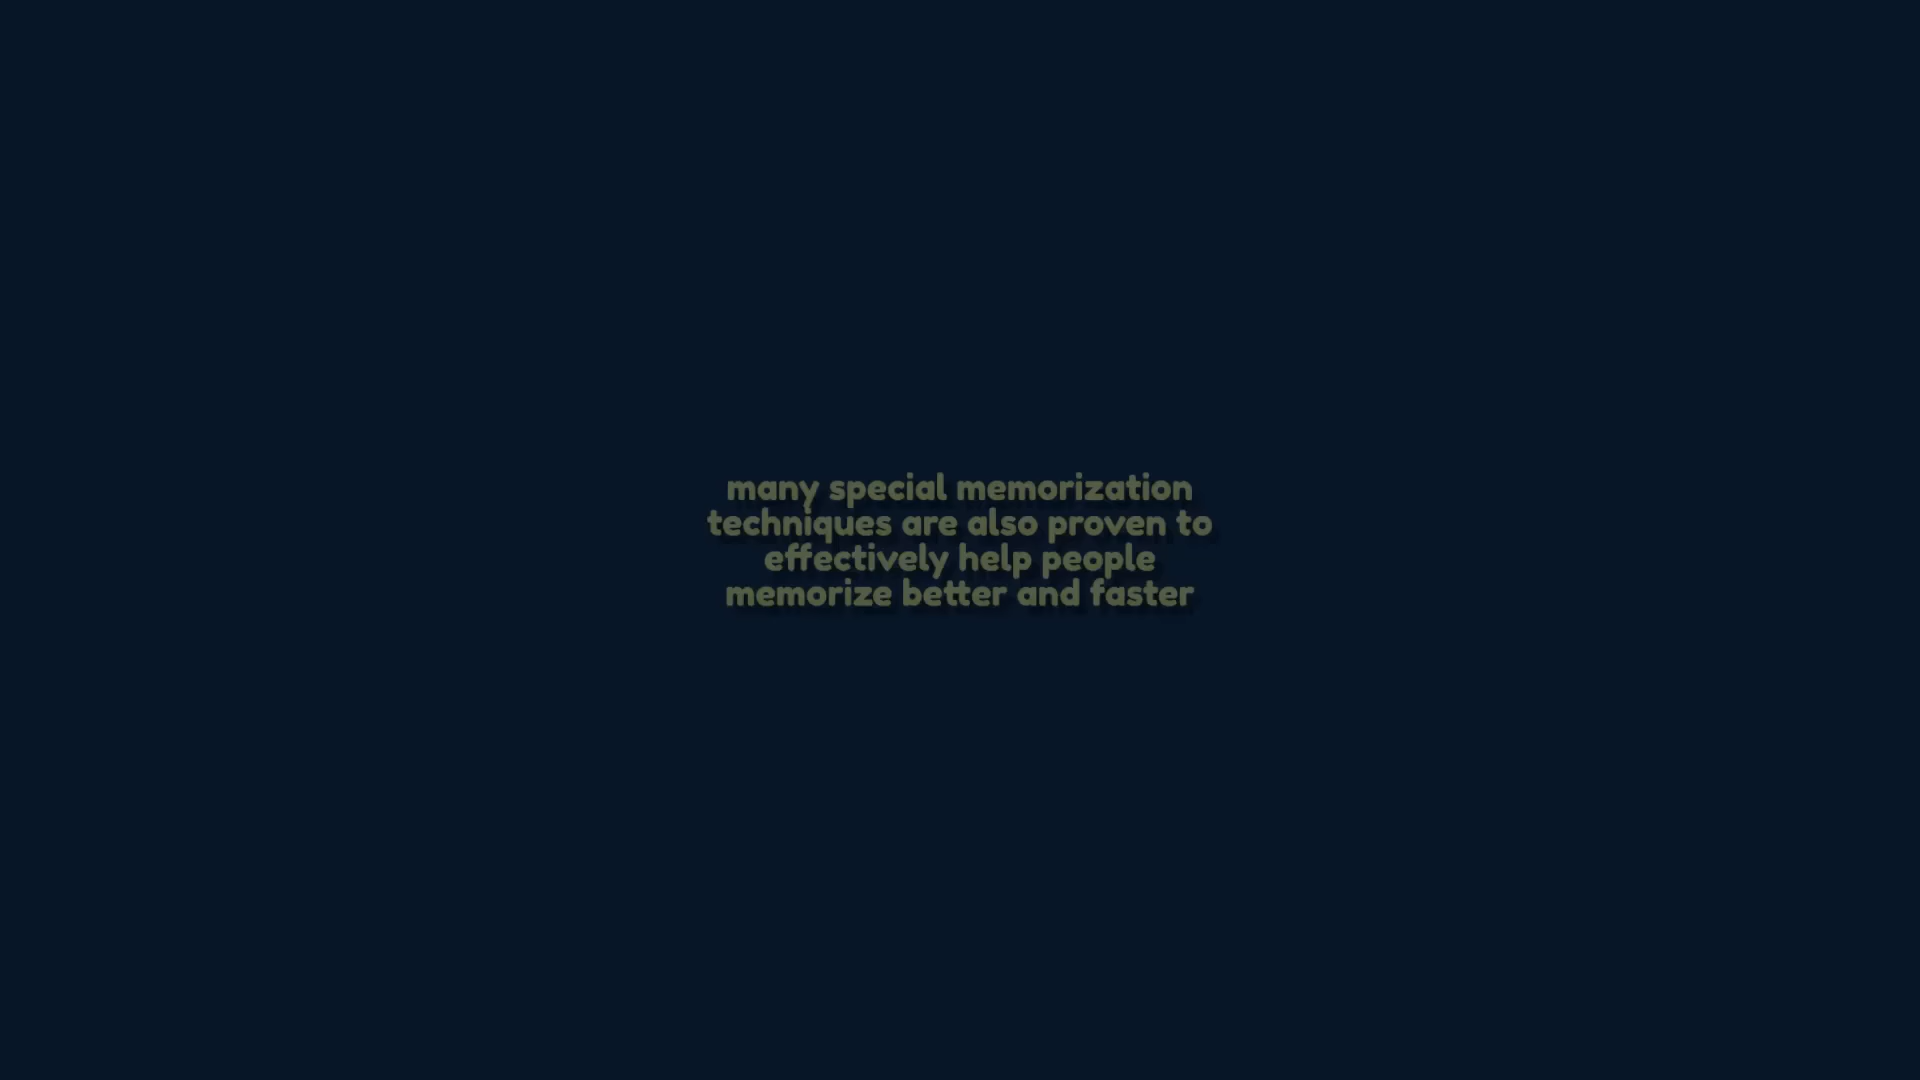 many special memorization
techniques are also proven to
effectively help people
memorize better and faster